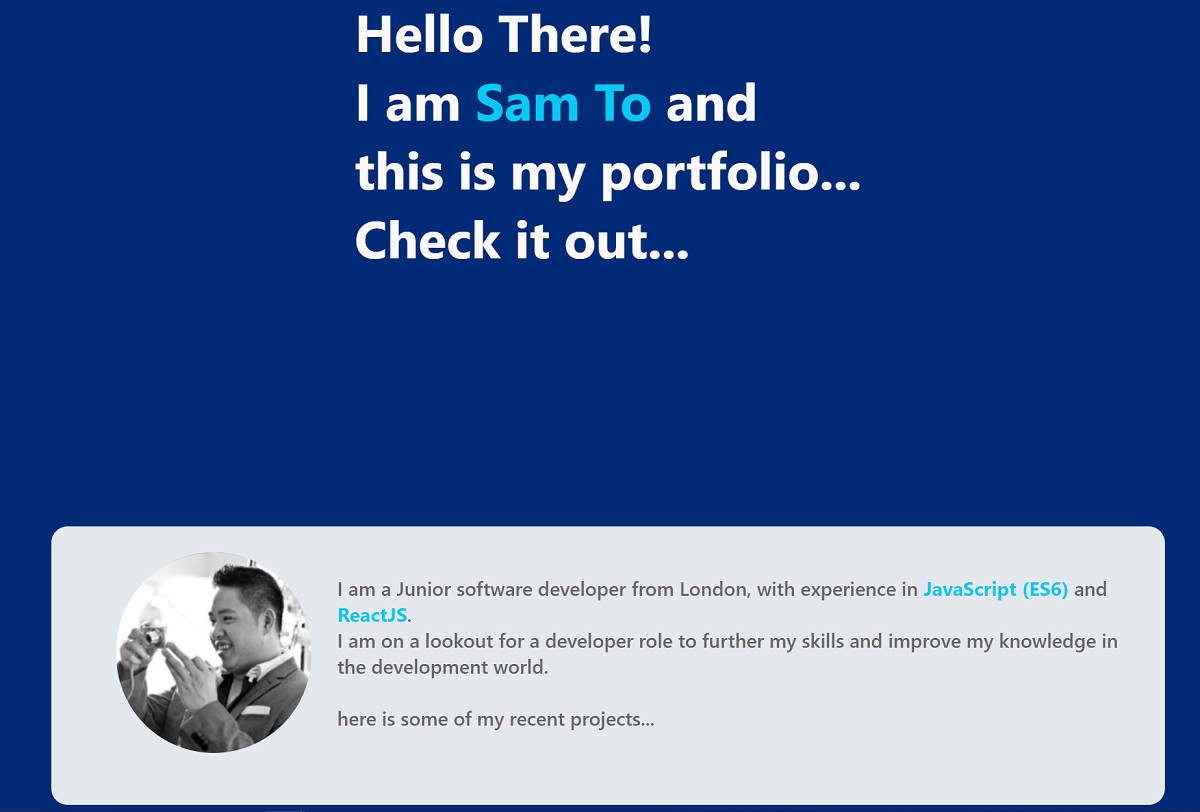 Hello There!
I am Sam To and
this is my portfolio...
Check it out...
I am a Junior software developer from London, with experience in JavaScript (ES6) and
ReactJS.
I am on a lookout for a developer role to further my skills and improve my knowledge in
the development world.
here is some of my recent projects...